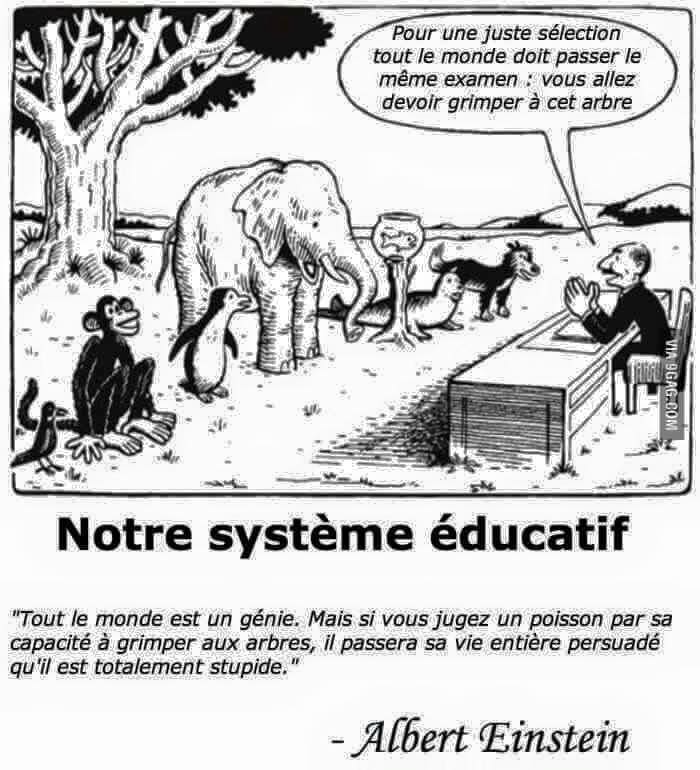 Pour une juste sélection
tout le monde doit passer le
même examen : vous allez
devoir grimper à cet arbre
VIA 9GAG.COM
Notre système éducatif
"Tout le monde est un génie. Mais si vous jugez un poisson par sa
capacité à grimper aux arbres, il passera sa vie entière persuadé
qu'il est totalement stupide."
- Albert Einstein